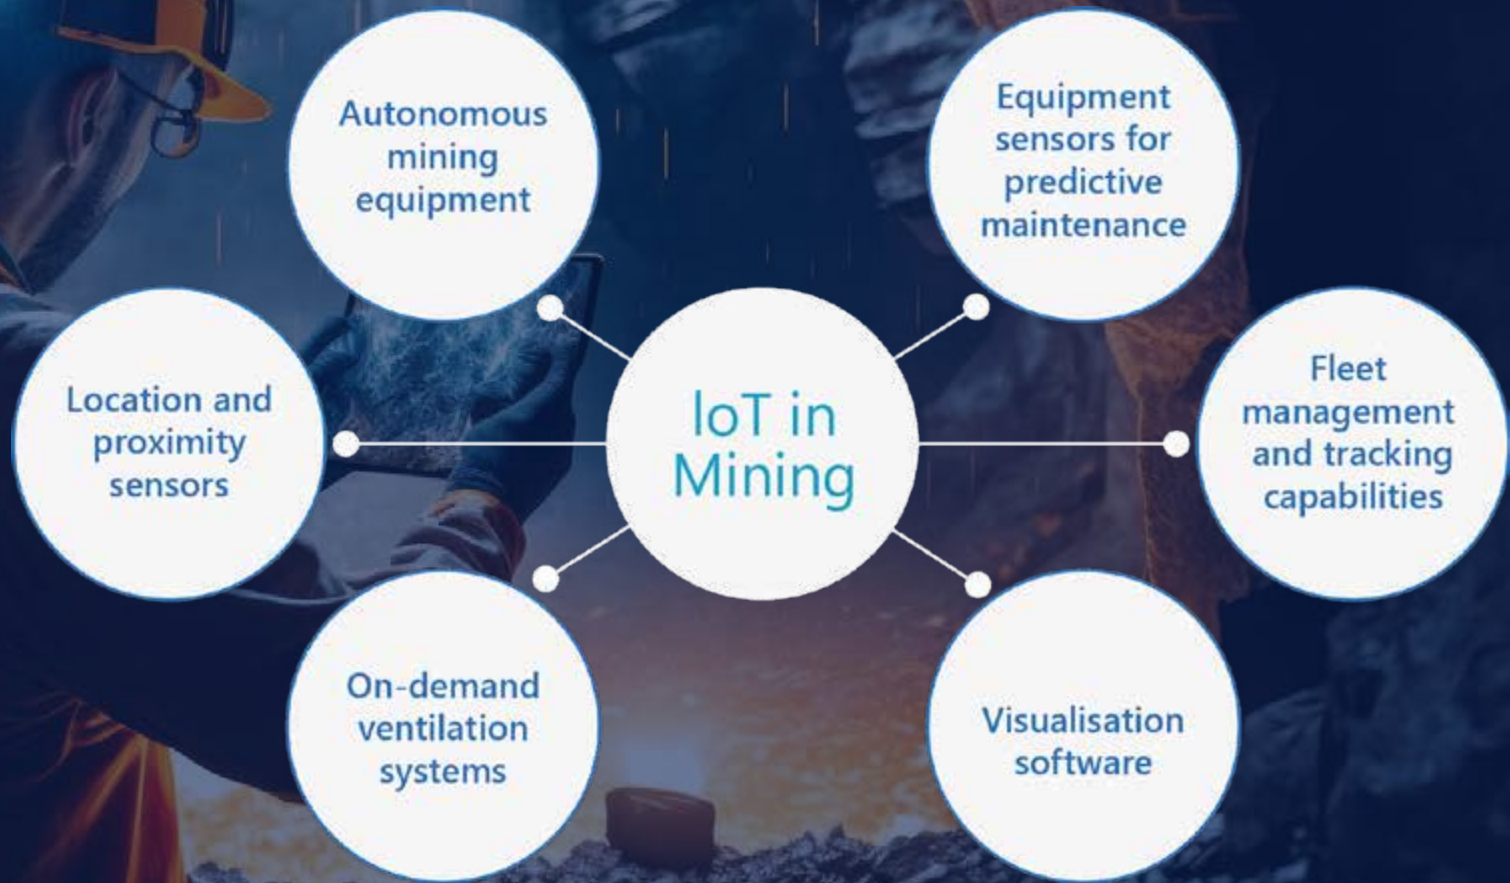 Autonomous
mining
equipment
Equipment
sensors for
predictive
maintenance
Location and
proximity
sensors
IoT in
Mining
Fleet
management
and tracking
capabilities
On-demand
ventilation
systems
Visualisation
software